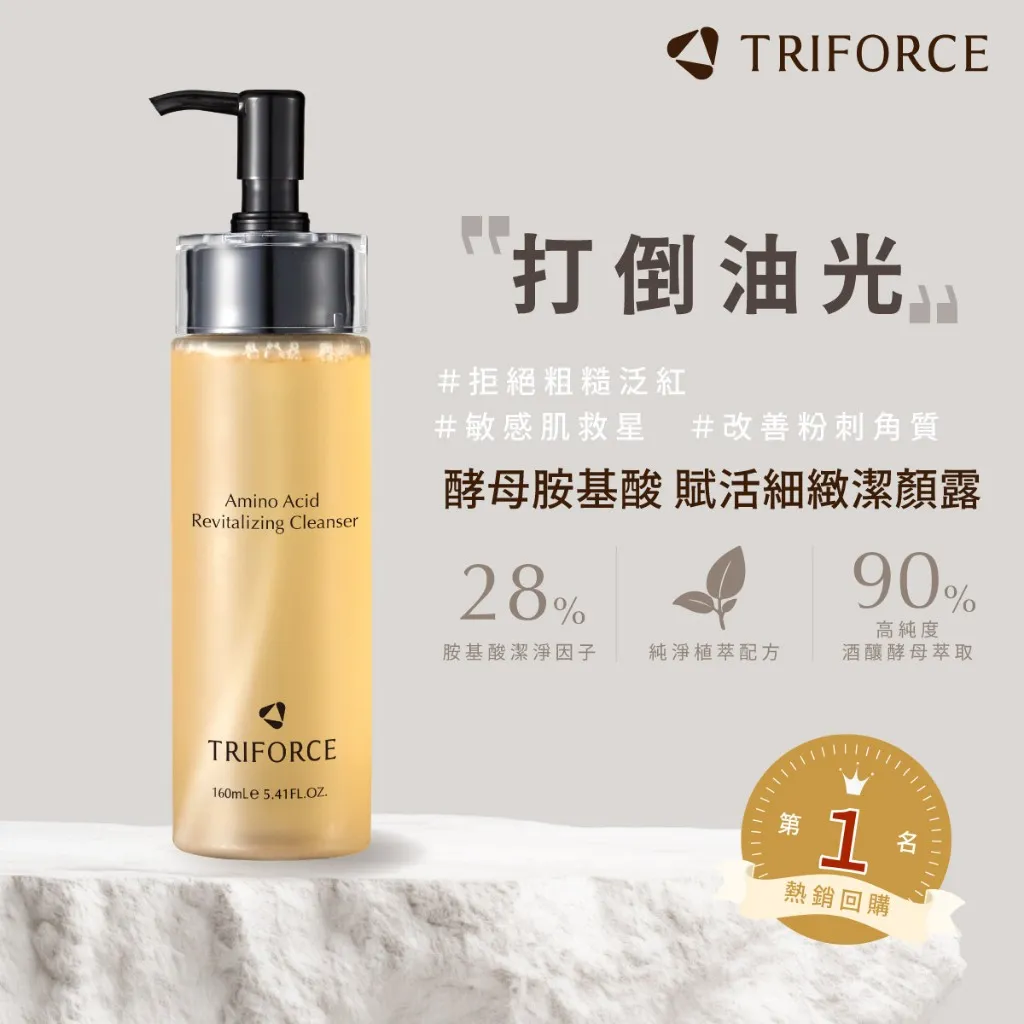 TRIFORCE
"打倒油光"
#拒絕粗糙泛紅
#敏感肌救星 #改善粉刺角質
酵母胺基酸 賦活細緻潔顏露
28%
胺基酸潔淨因子
純淨植萃配方
90%
高純度
酒釀酵母萃取
Amino Acid
Revitalizing Cleanser
TRIFORCE
160mLe 5.41FL.OZ.
第1名
熱銷回購